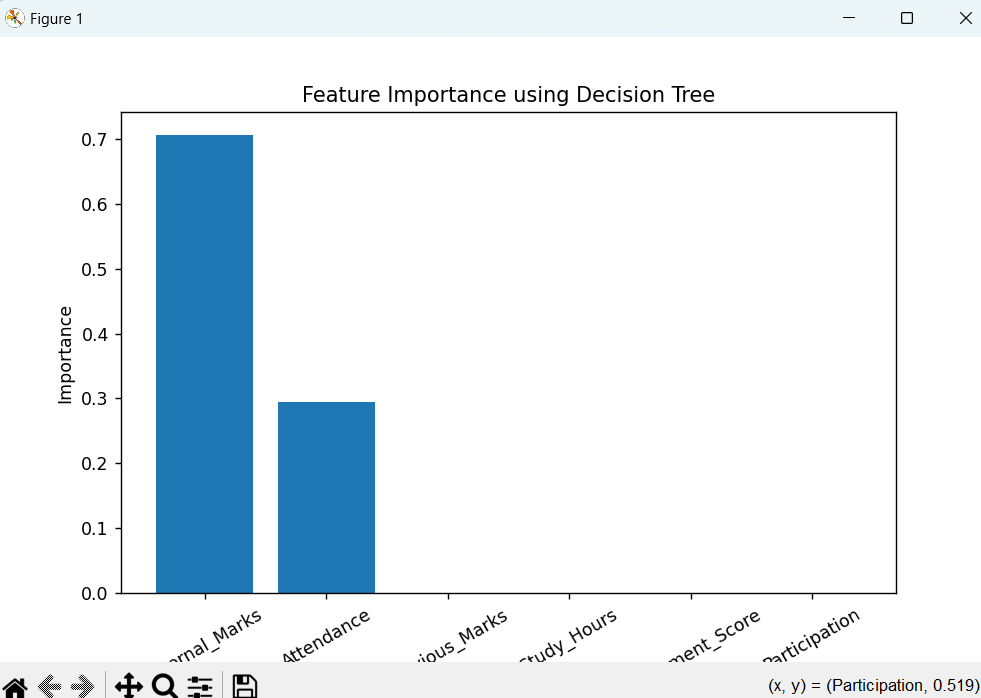 Figure 1
Feature Importance using Decision Tree
Importance
0.7
0.6
0.5
0.4
0.3
0.2
0.1
0.0
rnal_Marks
Attendance
ious_Marks
Study_Hours
ment_Score
Participation
(x, y) = (Participation, 0.519)